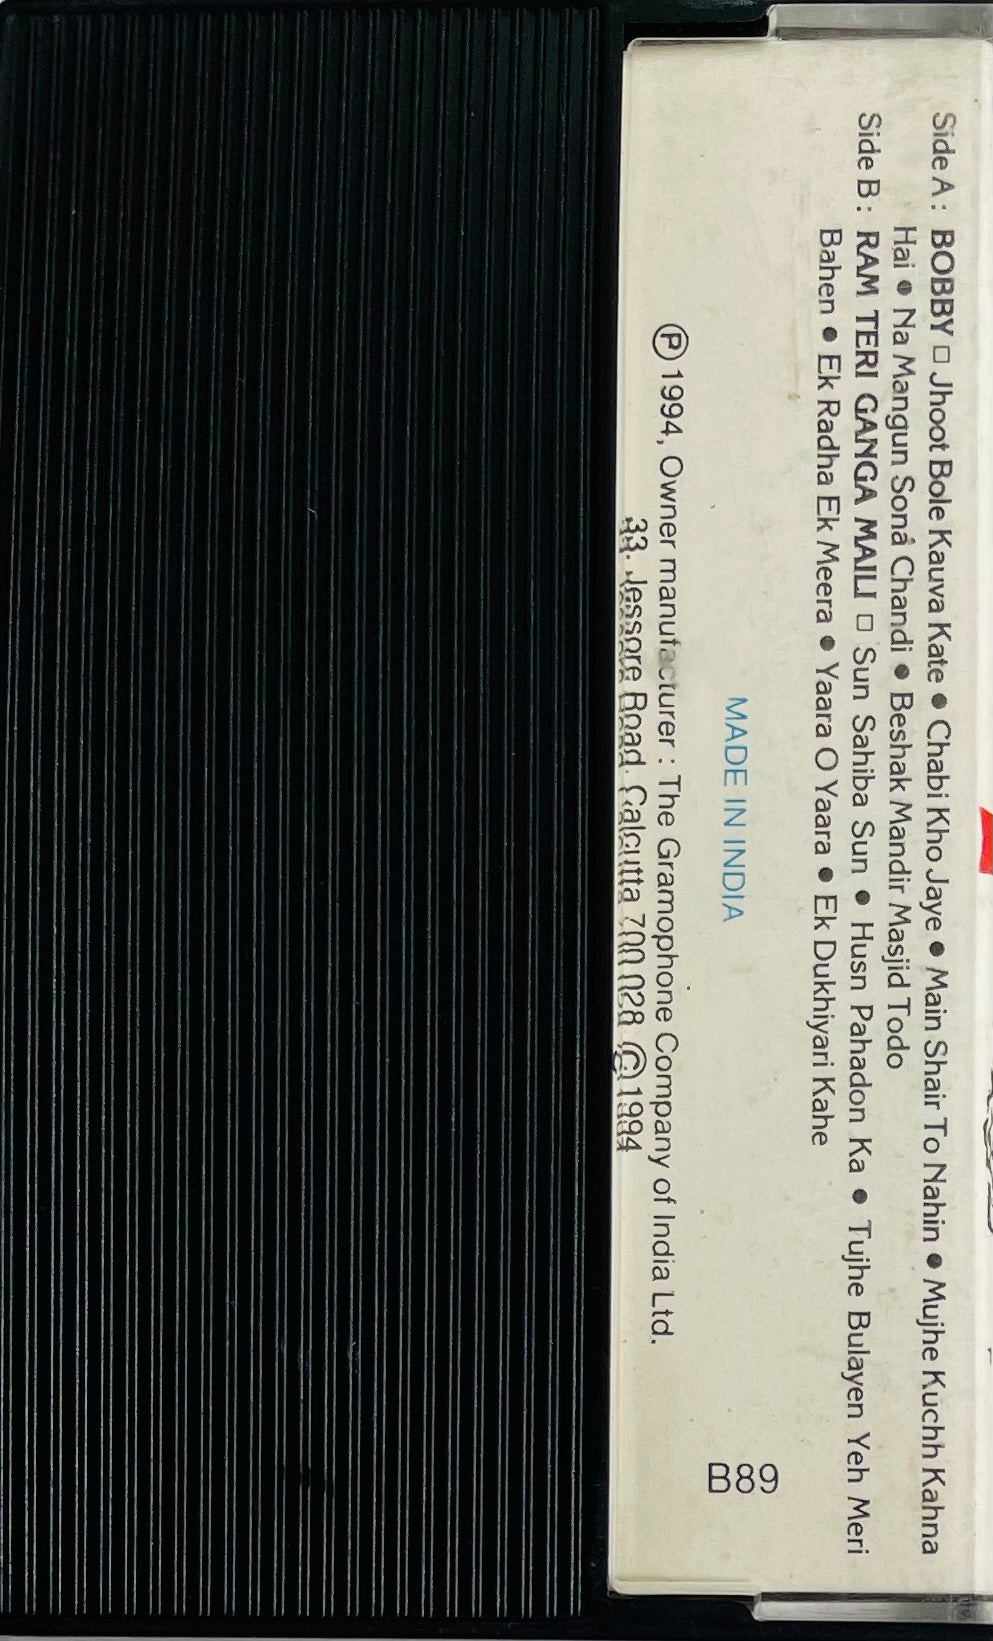 Side A : BOBBY □ Jhoot Bole Kauva Kate ● Chabi Kho Jaye ● Main Shair To Nahin ● Mujhe Kuchh Kahna
Hai ● Na Mangun Sona Chandi ● Beshak Mandir Masjid Todo
Side B : RAM TERI GANGA MAILI □ Sun Sahiba Sun ● Husn Pahadon Ka ● Tujhe Bulayen Yeh Meri
Bahen ● Ek Radha Ek Meera ● Yaara O Yaara ● Ek Dukhiyari Kahe
MADE IN INDIA
B89
Ⓟ 1994, Owner manufacturer : The Gramophone Company of India Ltd.
33, Jessore Road, Calcutta 700 028 © 1994